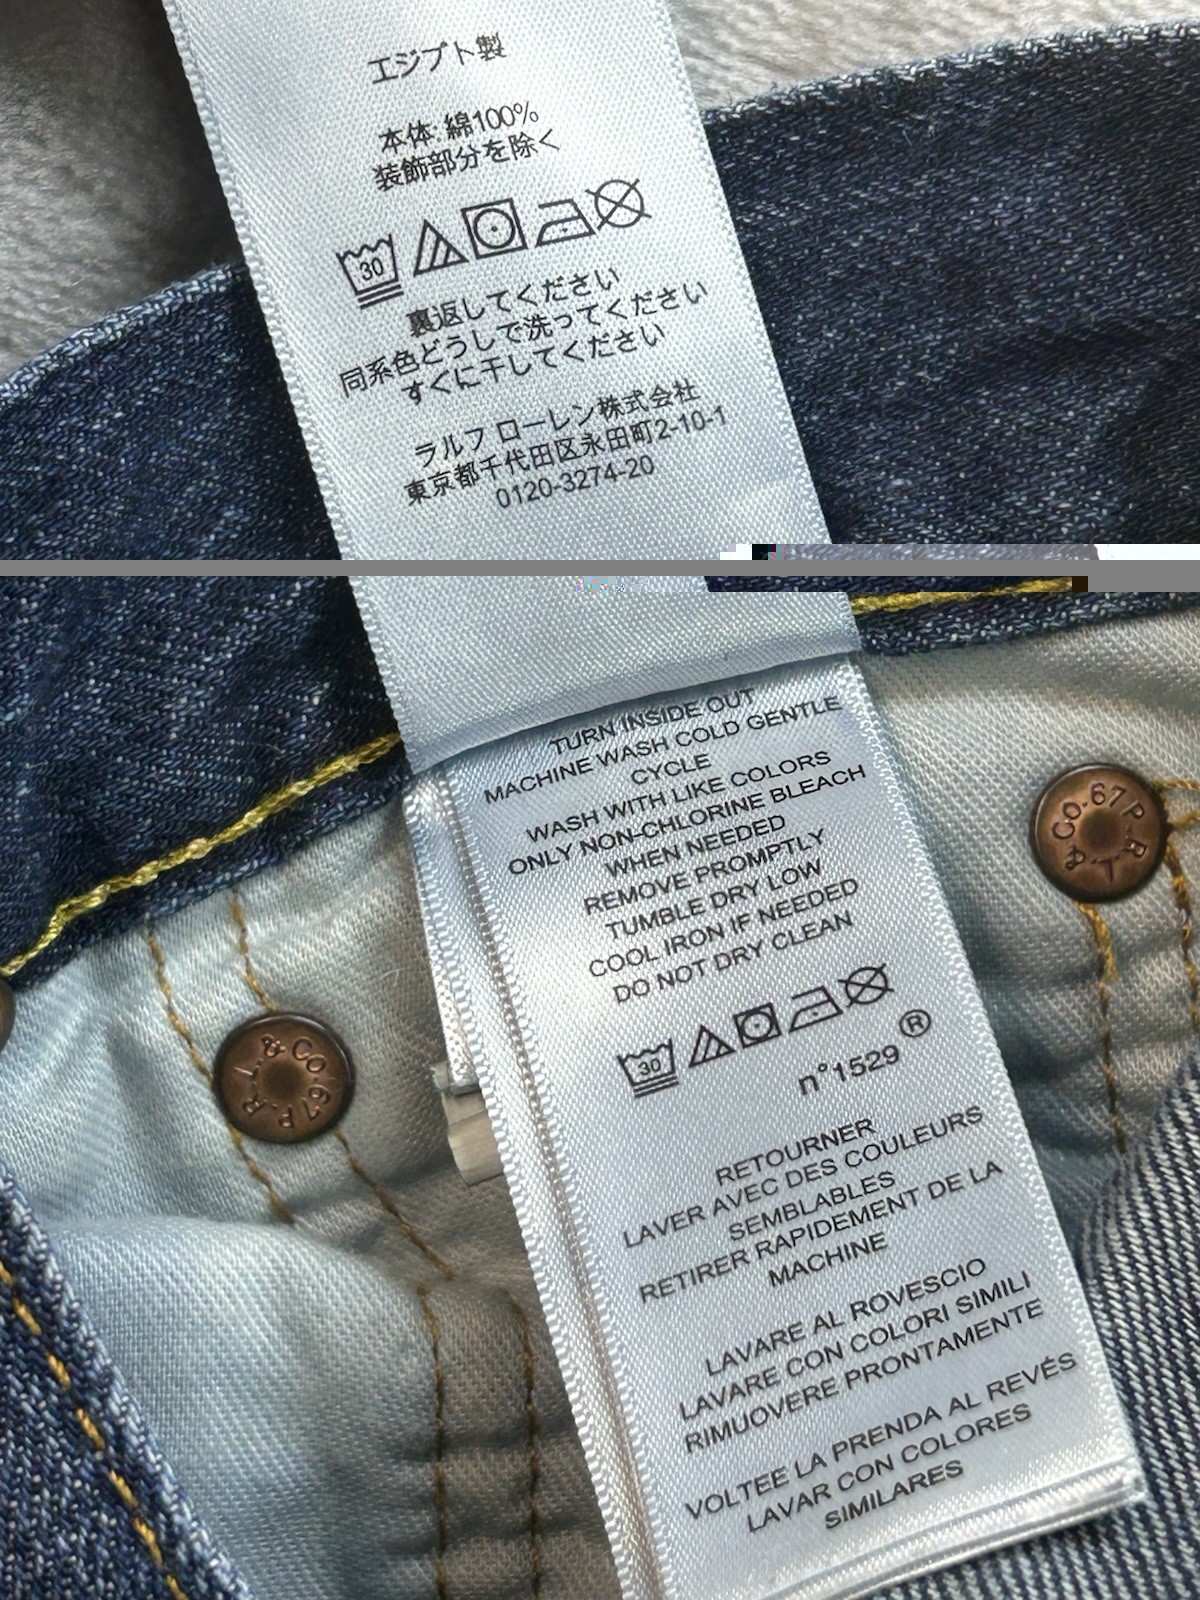 エジプト製
本体: 綿100%
装飾部分を除く
30
裏返してください
同系色どうしで洗ってください
すぐに干してください
ラルフ ローレン株式会社
東京都千代田区永田町2-10-1
0120-3274-20
TURN INSIDE OUT
MACHINE WASH COLD GENTLE
CYCLE
WASH WITH LIKE COLORS
ONLY NON-CHLORINE BLEACH
WHEN NEEDED
REMOVE PROMPTLY
TUMBLE DRY LOW
COOL IRON IF NEEDED
DO NOT DRY CLEAN
30
n°1529 ®
RETOURNER
LAVER AVEC DES COULEURS
SEMBLABLES
RETIRER RAPIDEMENT DE LA
MACHINE
LAVARE AL ROVESCIO
LAVARE CON COLORI SIMILI
RIMUOVERE PRONTAMENTE
VOLTEE LA PRENDA AL REVÉS
LAVAR CON COLORES
SIMILARES
P.R.L. & CO-67
P.R.L. & CO-67